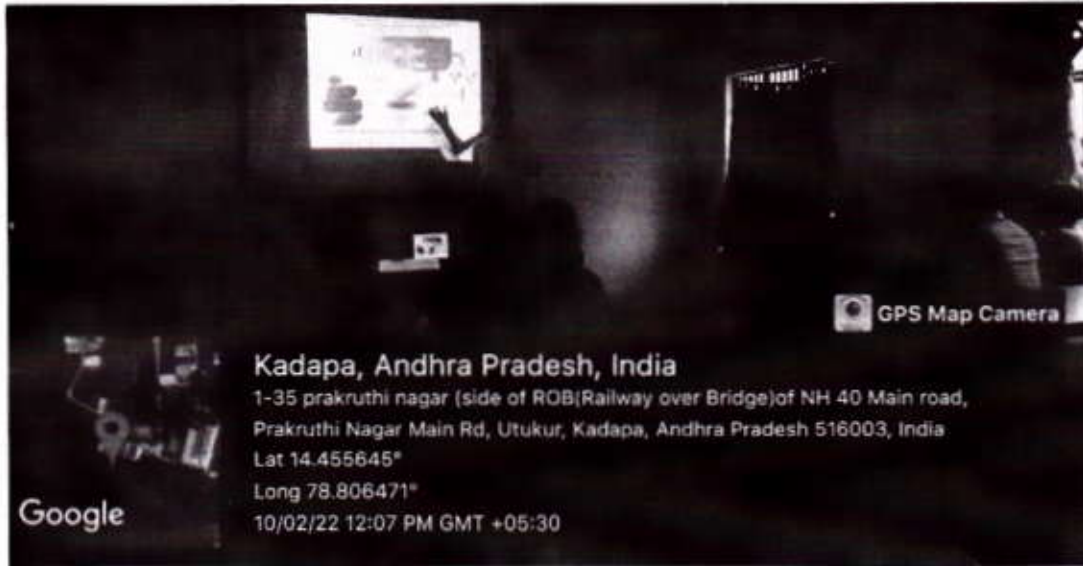 GPS Map Camera
Kadapa, Andhra Pradesh, India
1-35 prakruthi nagar (side of ROB(Railway over Bridge)of NH 40 Main road,
Prakruthi Nagar Main Rd, Utukur, Kadapa, Andhra Pradesh 516003, India
Lat 14.455645°
Long 78.806471°
10/02/22 12:07 PM GMT +05:30
Google